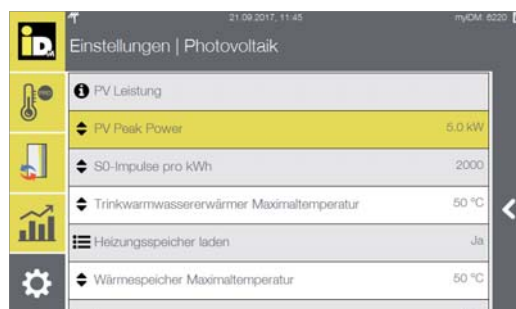 iDM
21.09.2017, 11:45
myIDM: 6220
Einstellungen | Photovoltaik
PV Leistung
PV Peak Power 5.0 kW
S0-Impulse pro kWh 2000
Trinkwarmwassererwärmer Maximaltemperatur 50 °C
Heizungsspeicher laden Ja
Wärmespeicher Maximaltemperatur 50 °C